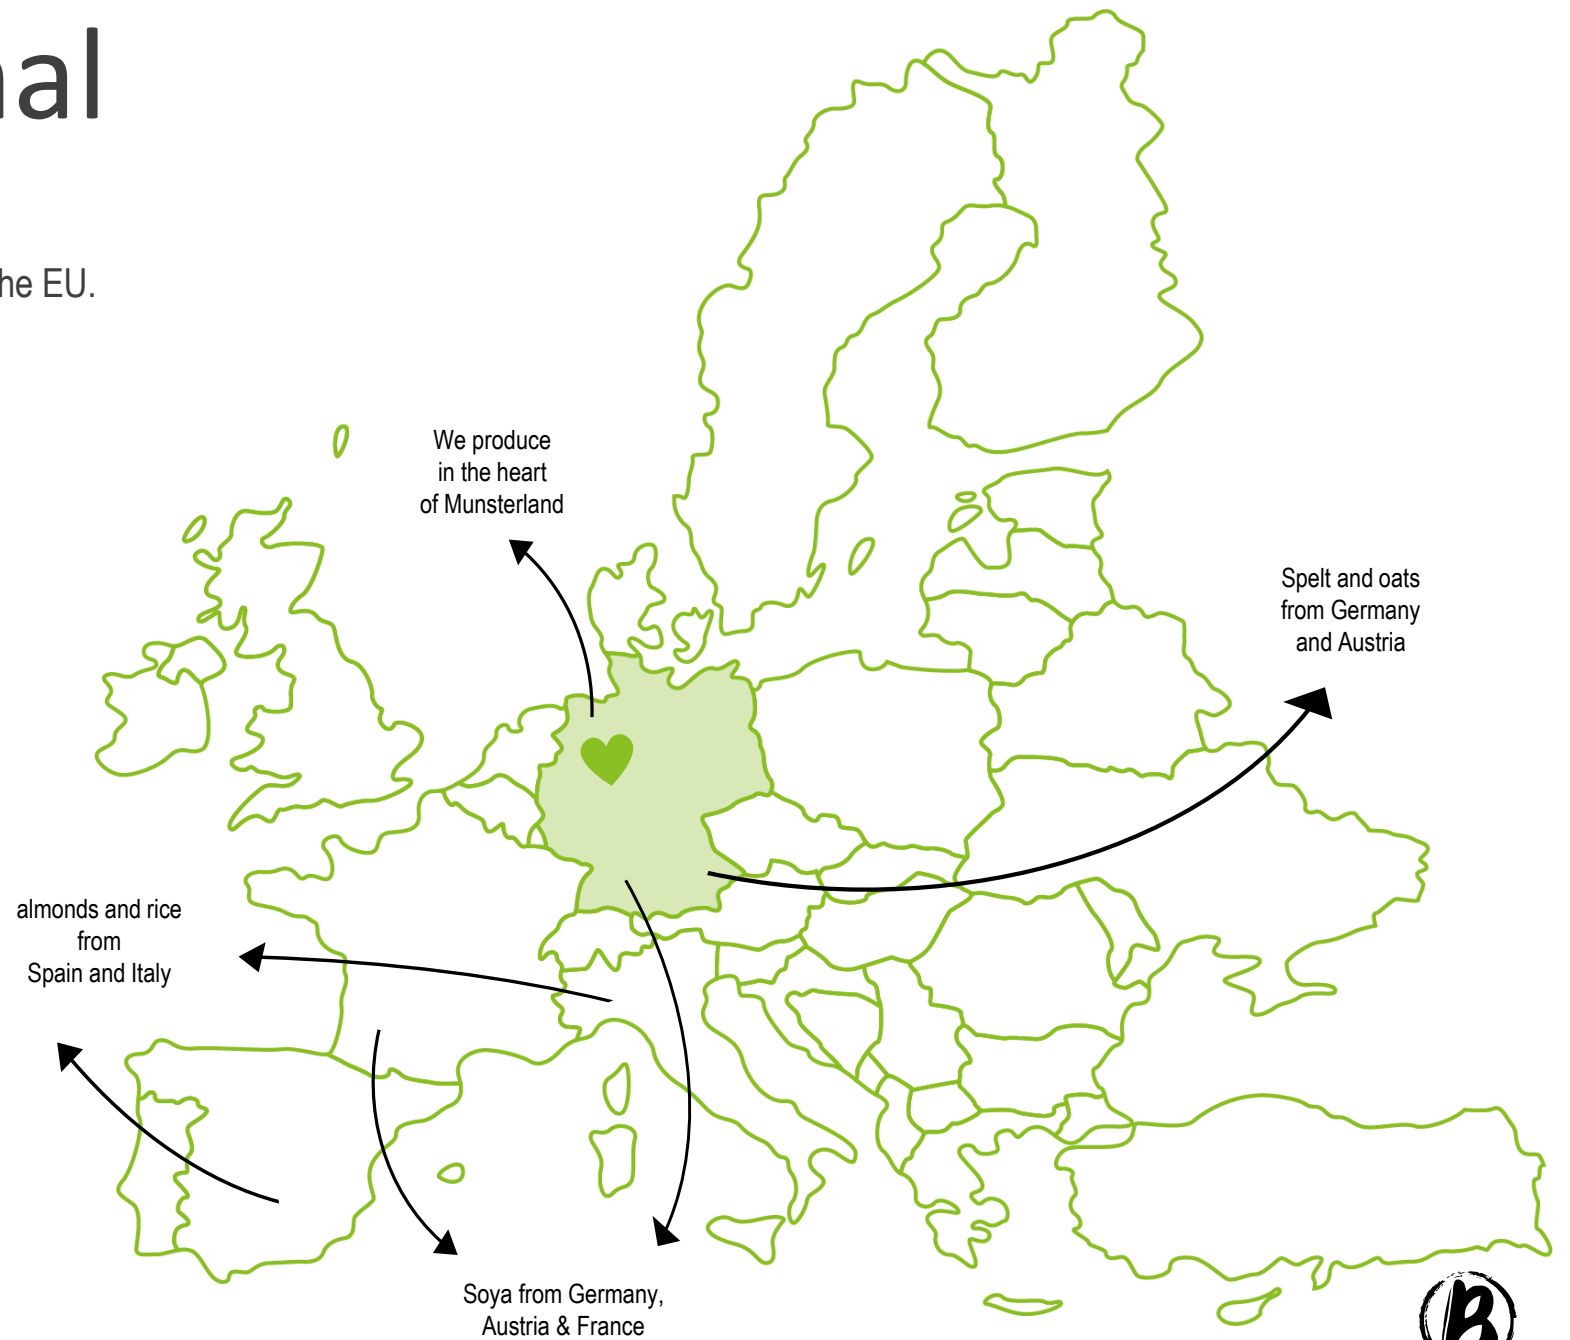 nal
he EU.
We produce
in the heart
of Munsterland
Spelt and oats
from Germany
and Austria
almonds and rice
from
Spain and Italy
Soya from Germany,
Austria & France
B